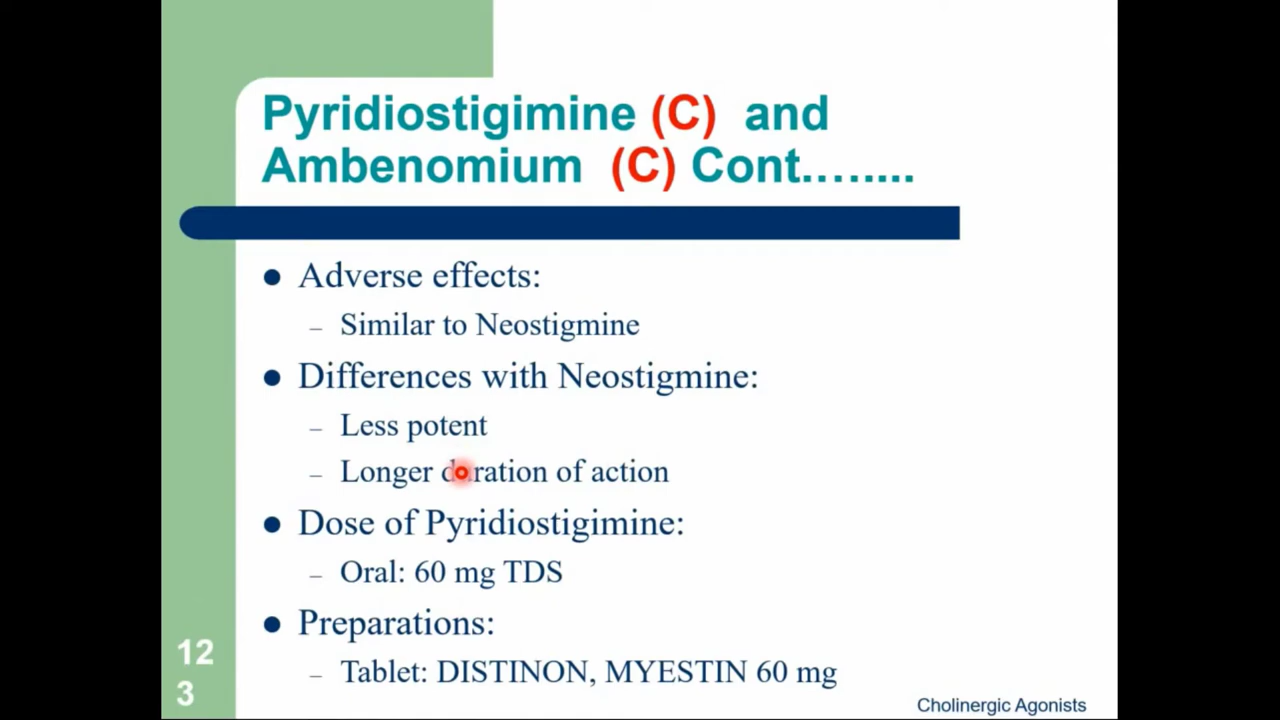 Pyridiostigimine (C) and
Ambenomium (C) Cont.…....
Adverse effects:
– Similar to Neostigmine
Differences with Neostigmine:
– Less potent
– Longer duration of action
Dose of Pyridiostigimine:
– Oral: 60 mg TDS
Preparations:
– Tablet: DISTINON, MYESTIN 60 mg
12
3
Cholinergic Agonists